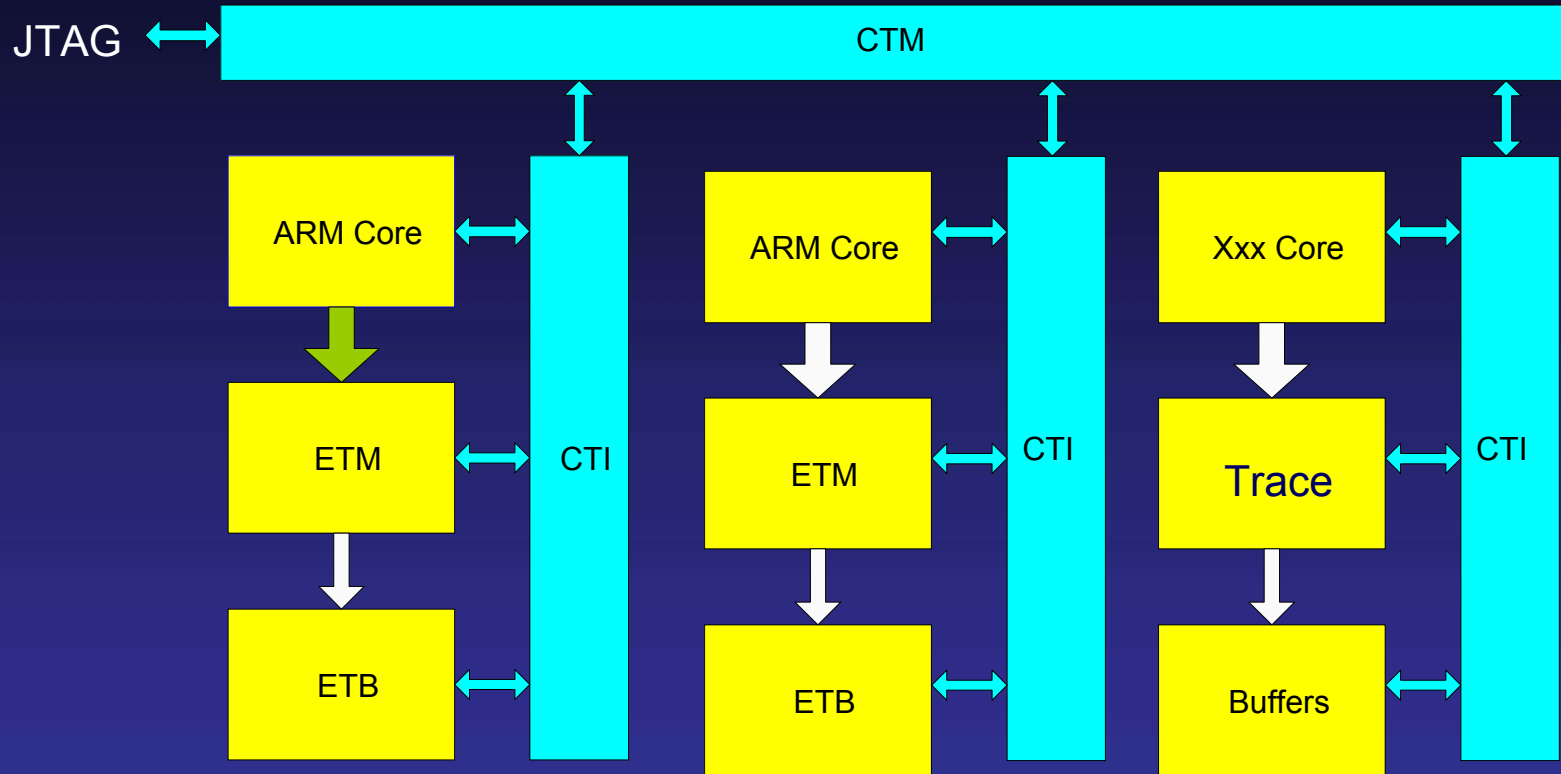 JTAG
CTM
ARM Core
ARM Core
Xxx Core
ETM
CTI
ETM
CTI
Trace
CTI
ETB
ETB
Buffers